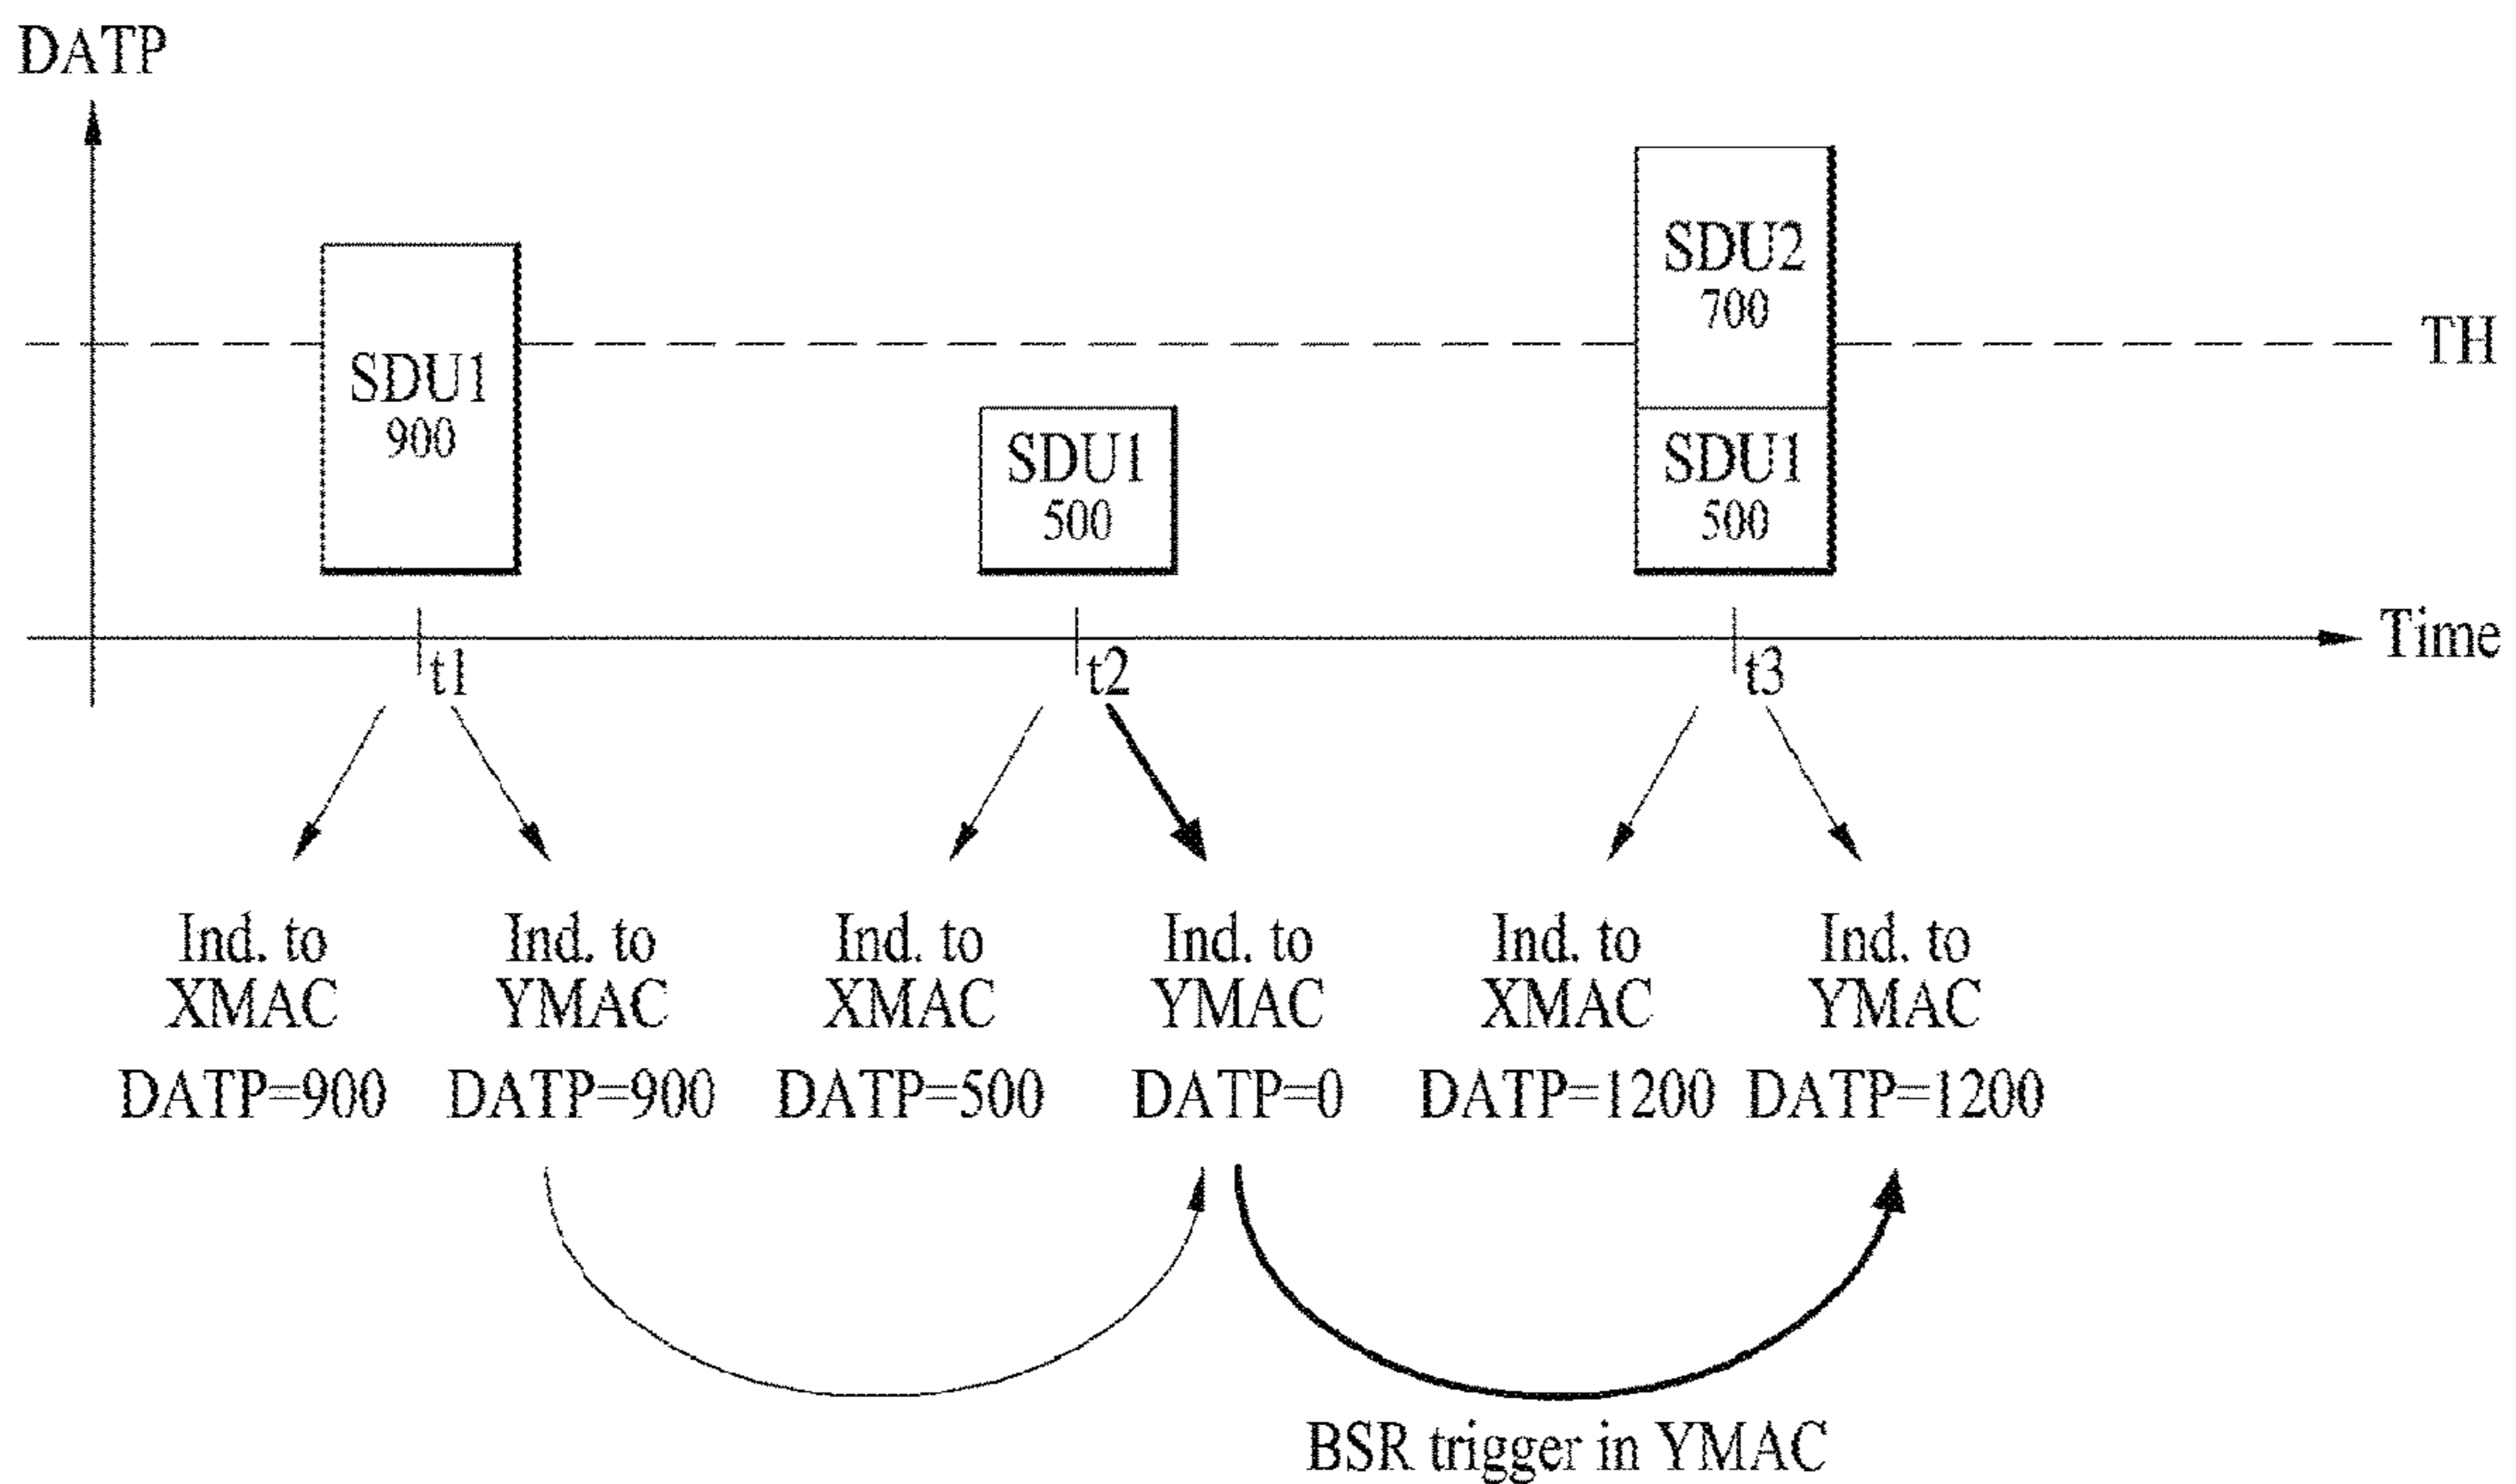 DATP
SDU1
900
SDU1
500
SDU2
700
SDU1
500
TH
Time
t1
t2
t3
Ind. to
XMAC
DATP=900
Ind. to
YMAC
DATP=900
Ind. to
XMAC
DATP=500
Ind. to
YMAC
DATP=0
Ind. to
XMAC
DATP=1200
Ind. to
YMAC
DATP=1200
BSR trigger in YMAC